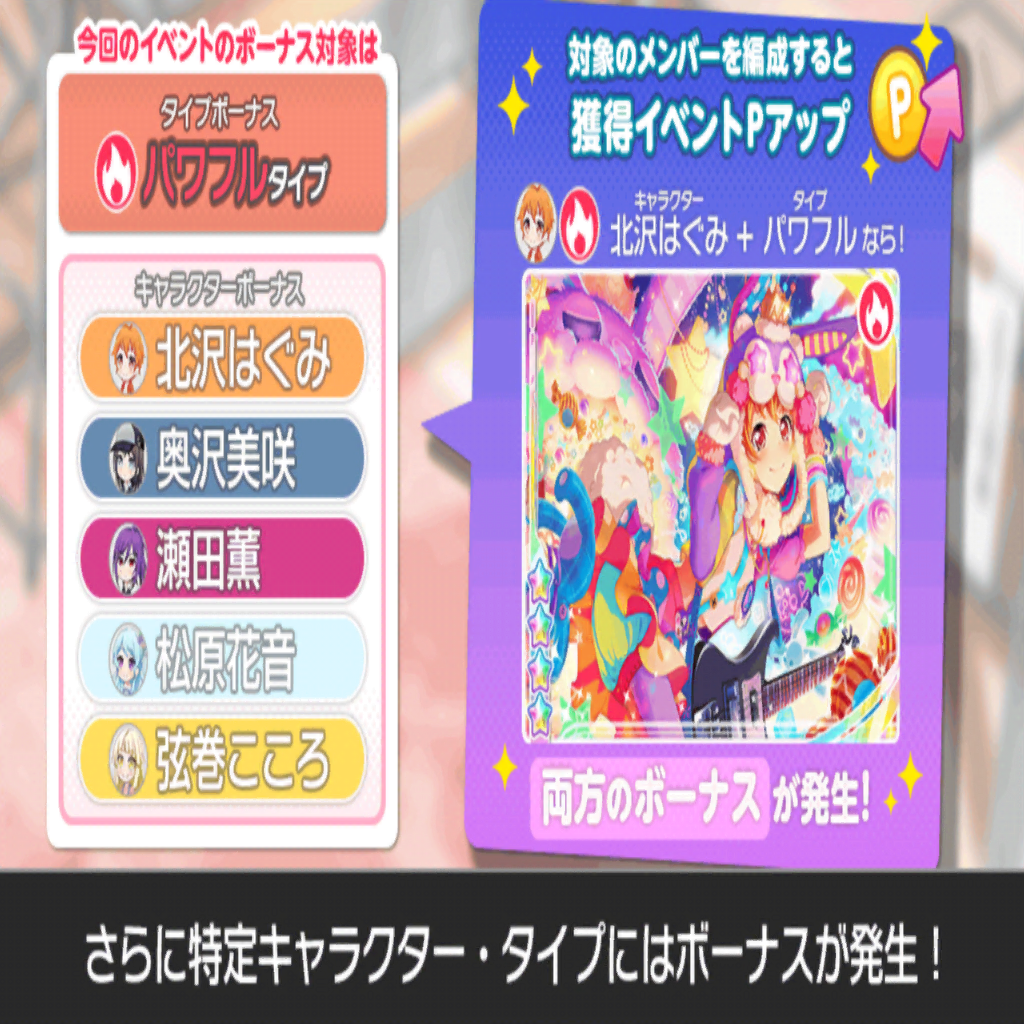 今回のイベントのボーナス対象は
タイプボーナス
パワフルタイプ
キャラクターボーナス
北沢はぐみ
奥沢美咲
瀬田薫
松原花音
弦巻こころ
対象のメンバーを編成すると
獲得イベントPアップ
P
キャラクター タイプ
北沢はぐみ + パワフルなら!
両方のボーナスが発生!
さらに特定キャラクター・タイプにはボーナスが発生!